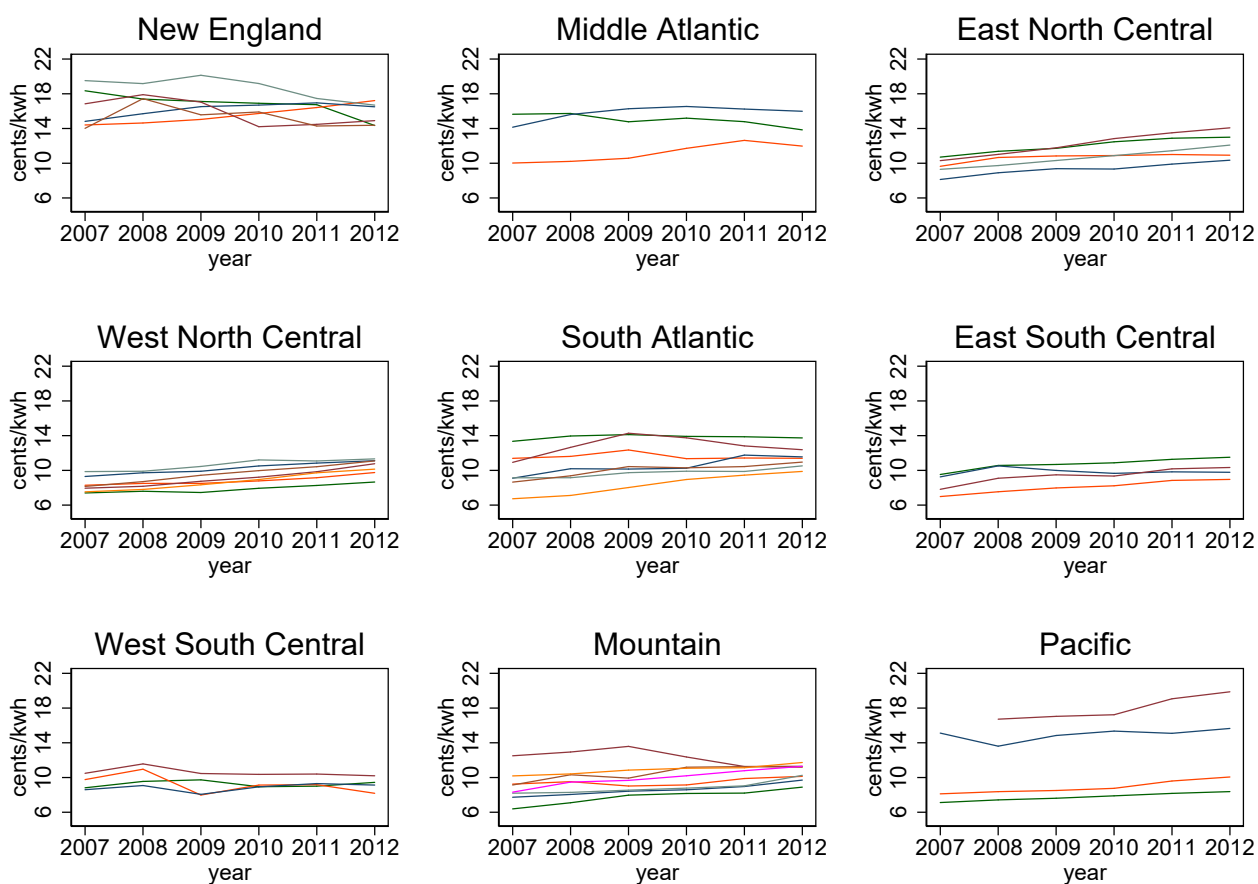 New England
cents/kwh
22
18
14
10
6
2007 2008 2009 2010 2011 2012
year
Middle Atlantic
cents/kwh
22
18
14
10
6
2007 2008 2009 2010 2011 2012
year
East North Central
cents/kwh
22
18
14
10
6
2007 2008 2009 2010 2011 2012
year
West North Central
cents/kwh
22
18
14
10
6
2007 2008 2009 2010 2011 2012
year
South Atlantic
cents/kwh
22
18
14
10
6
2007 2008 2009 2010 2011 2012
year
East South Central
cents/kwh
22
18
14
10
6
2007 2008 2009 2010 2011 2012
year
West South Central
cents/kwh
22
18
14
10
6
2007 2008 2009 2010 2011 2012
year
Mountain
cents/kwh
22
18
14
10
6
2007 2008 2009 2010 2011 2012
year
Pacific
cents/kwh
22
18
14
10
6
2007 2008 2009 2010 2011 2012
year